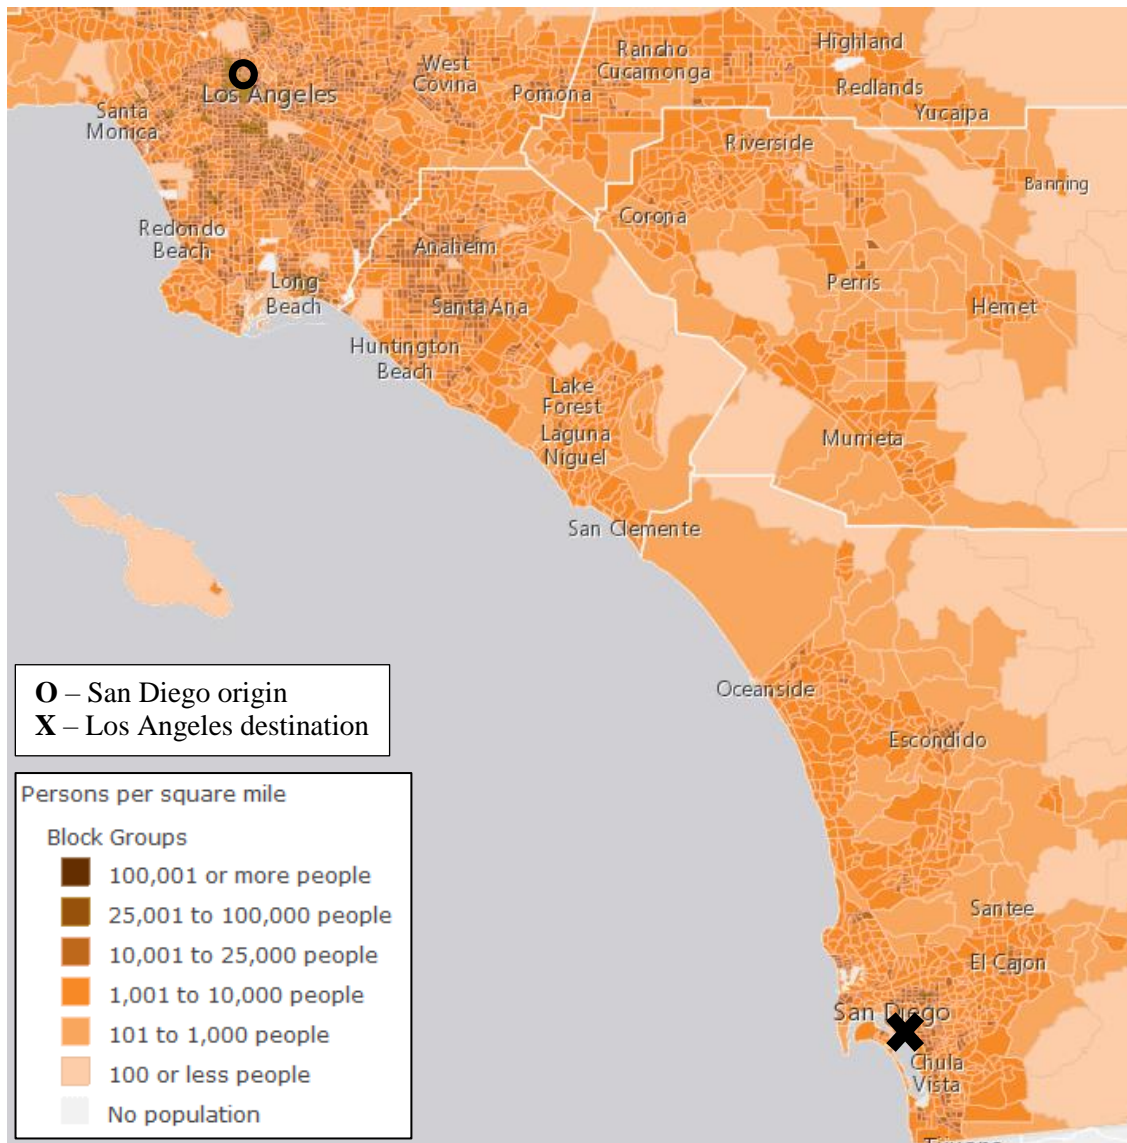 Highland
Rancho
Cucamonga
West
Covina
Los Angeles
Pomona
Redlands
Santa
Monica
Yucaipa
Riverside
Banning
Corona
Redondo
Beach
Anaheim
Long
Beach
Perris
Santa Ana
Hemet
Huntington
Beach
Lake
Forest
Laguna
Niguel
Murrieta
San Clemente
Oceanside
Escondido
Santee
El Cajon
San Diego
Chula
Vista
O – San Diego origin
X – Los Angeles destination
Persons per square mile
Block Groups
100,001 or more people
25,001 to 100,000 people
10,001 to 25,000 people
1,001 to 10,000 people
101 to 1,000 people
100 or less people
No population